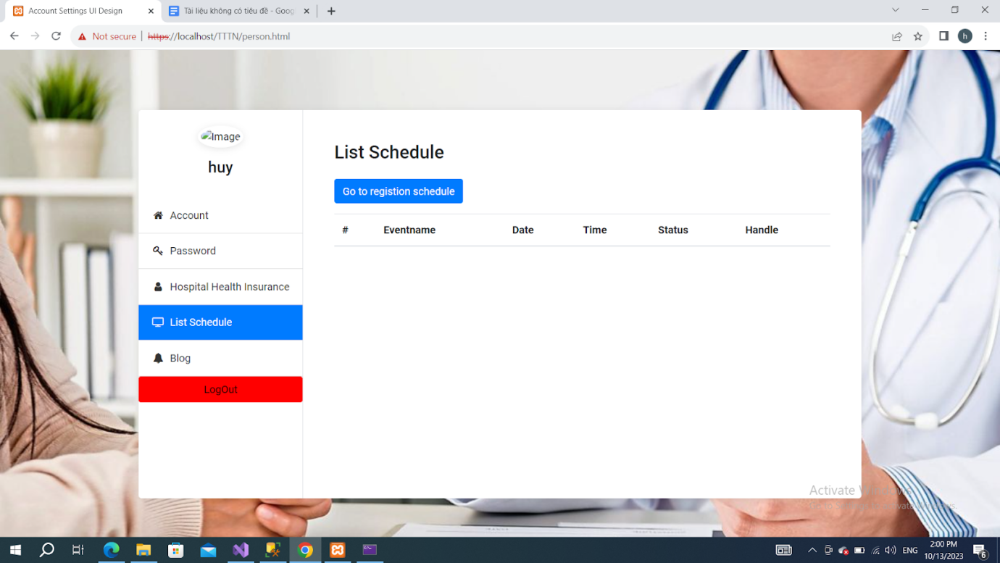 Account Settings UI Design
Tài liệu không có tiêu đề - Goog
Not secure
https://localhost/TTTN/person.html
h
Image
huy
Account
Password
Hospital Health Insurance
List Schedule
Blog
LogOut
List Schedule
Go to registion schedule
# Eventname Date Time Status Handle
Activate Windows
ENG
2:00 PM
10/13/2023
6